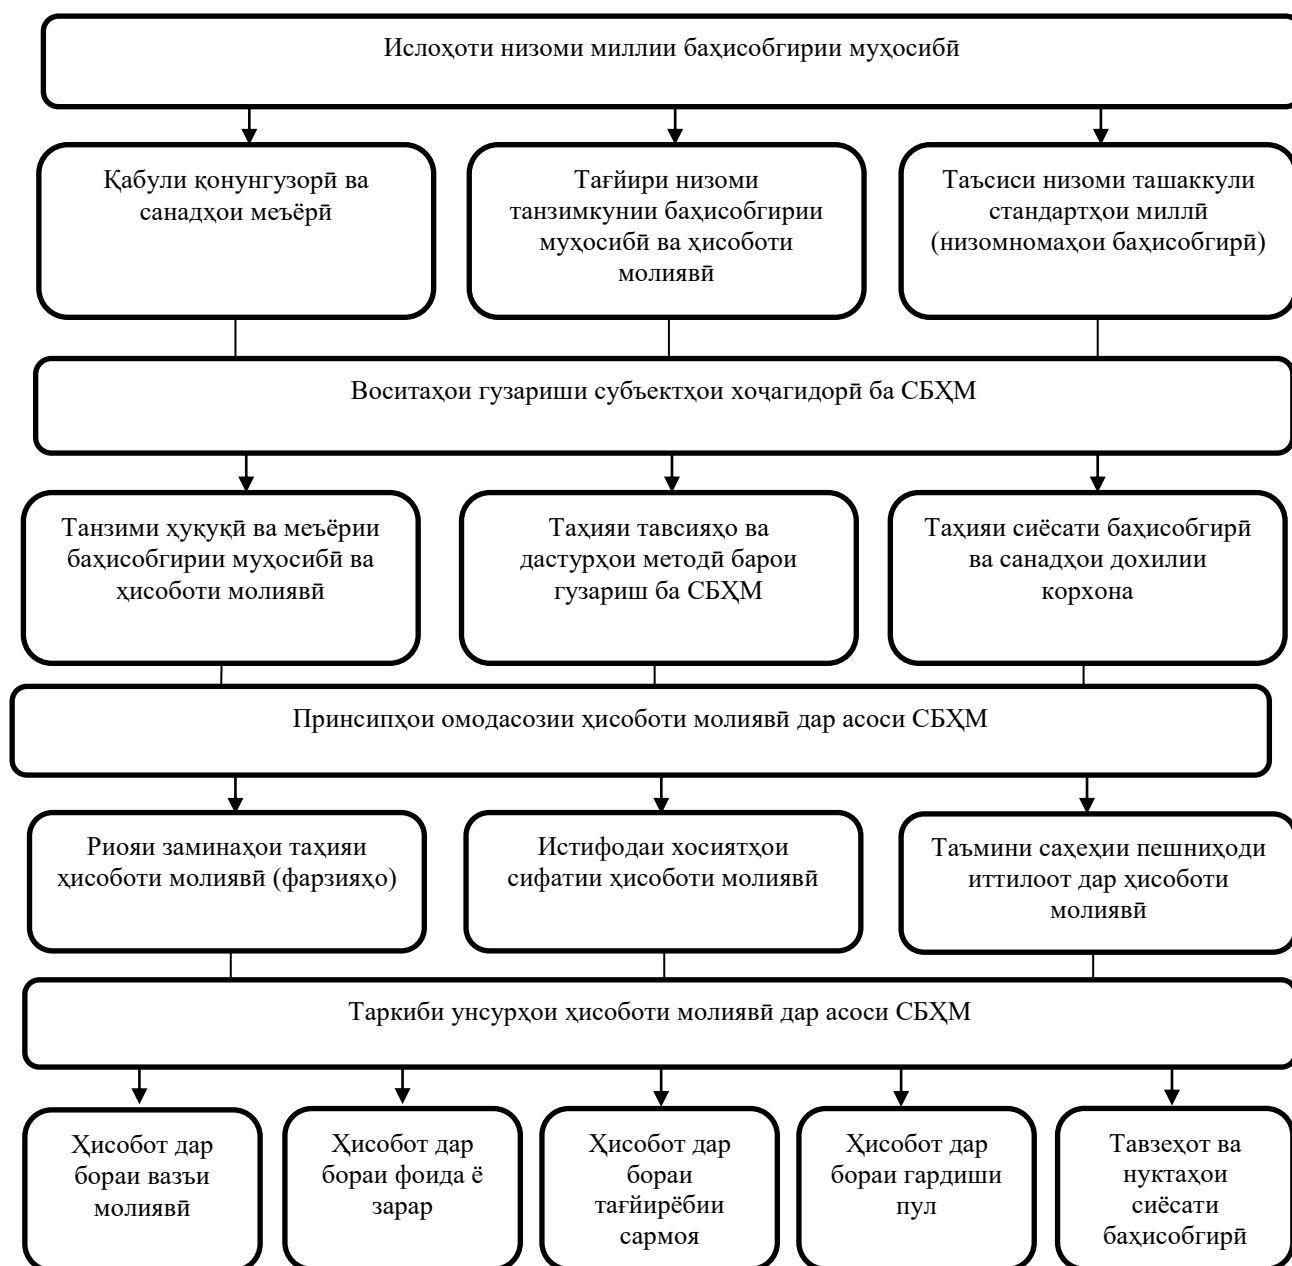 Ислоҳоти низоми миллии баҳисобгирии муҳосибӣ
Қабули қонунгузорӣ ва
санадҳои меъёрӣ
Тағйири низоми
танзимкунии баҳисобгирии
муҳосибӣ ва ҳисоботи
молиявӣ
Таъсиси низоми ташаккули
стандартҳои миллӣ
(низомномаҳои баҳисобгирӣ)
Воситаҳои гузариши субъектҳои хоҷагидорӣ ба СБҲМ
Танзими ҳуқуқӣ ва меъёрии
баҳисобгирии муҳосибӣ ва
ҳисоботи молиявӣ
Таҳияи тавсияҳо ва
дастурҳои методӣ барои
гузариш ба СБҲМ
Таҳияи сиёсати баҳисобгирӣ
ва санадҳои дохилии
корхона
Принсипҳои омодасозии ҳисоботи молиявӣ дар асоси СБҲМ
Риояи заминаҳои таҳияи
ҳисоботи молиявӣ (фарзияҳо)
Истифодаи хосиятҳои
сифатии ҳисоботи молиявӣ
Таъмини саҳеҳии пешниҳоди
иттилоот дар ҳисоботи
молиявӣ
Таркиби унсурҳои ҳисоботи молиявӣ дар асоси СБҲМ
Ҳисобот дар
бораи вазъи
молиявӣ
Ҳисобот дар
бораи фоида ё
зарар
Ҳисобот дар
бораи
тағйирёбии
сармоя
Ҳисобот дар
бораи гардиши
пул
Тавзеҳот ва
нуктаҳои
сиёсати
баҳисобгирӣ